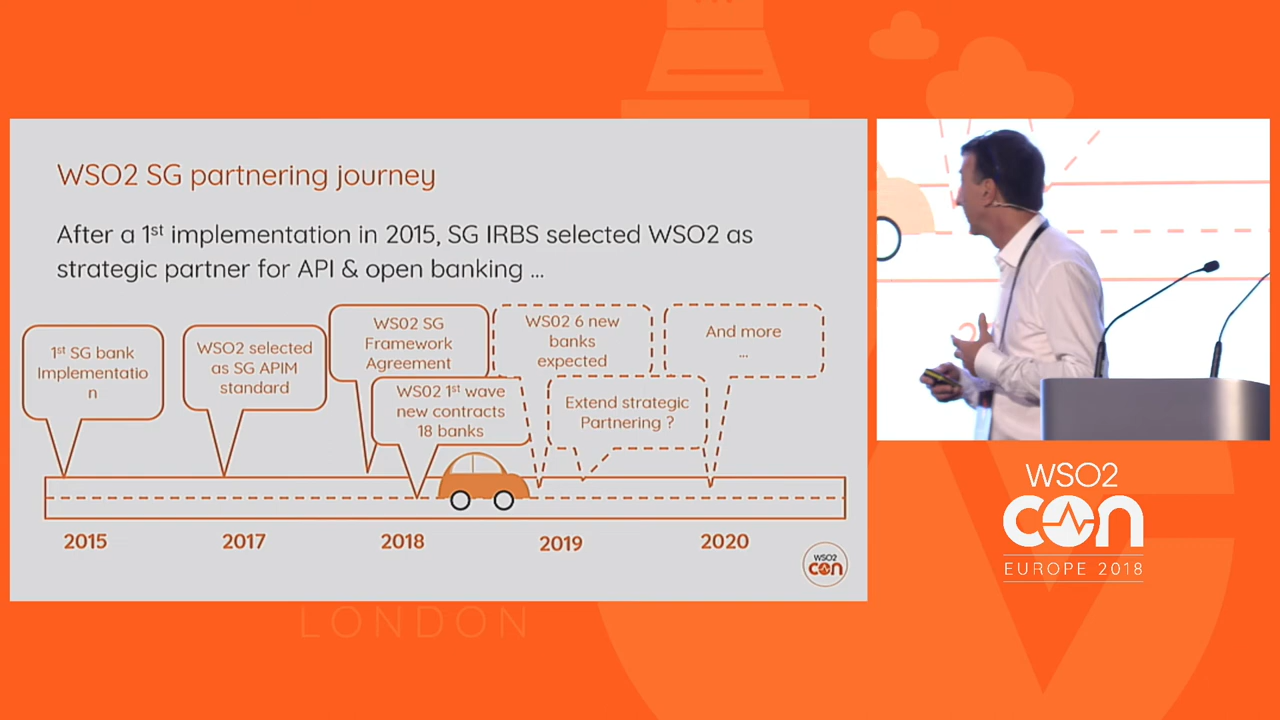 WSO2 SG partnering journey
After a 1st implementation in 2015, SG IRBS selected WSO2 as
strategic partner for API & open banking ...
1st SG bank
Implementatio
n
WSO2 selected
as SG APIM
standard
WS02 SG
Framework
Agreement
WS02 1st wave
new contracts
18 banks
WS02 6 new
banks
expected
Extend strategic
Partnering ?
And more
...
2015
2017
2018
2019
2020
WSO2
CON
WSO2
CON
EUROPE 2018
LONDON